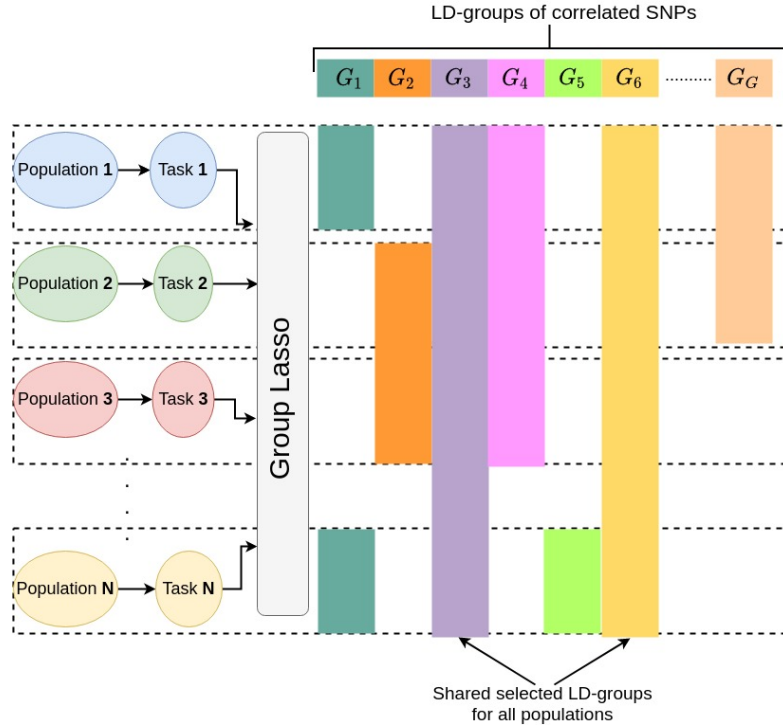 LD-groups of correlated SNPs
G₁ G₂ G₃ G₄ G₅ G₆ .......... G_G
Population 1 Task 1
Population 2 Task 2
Population 3 Task 3
Population N Task N
Group Lasso
Shared selected LD-groups
for all populations